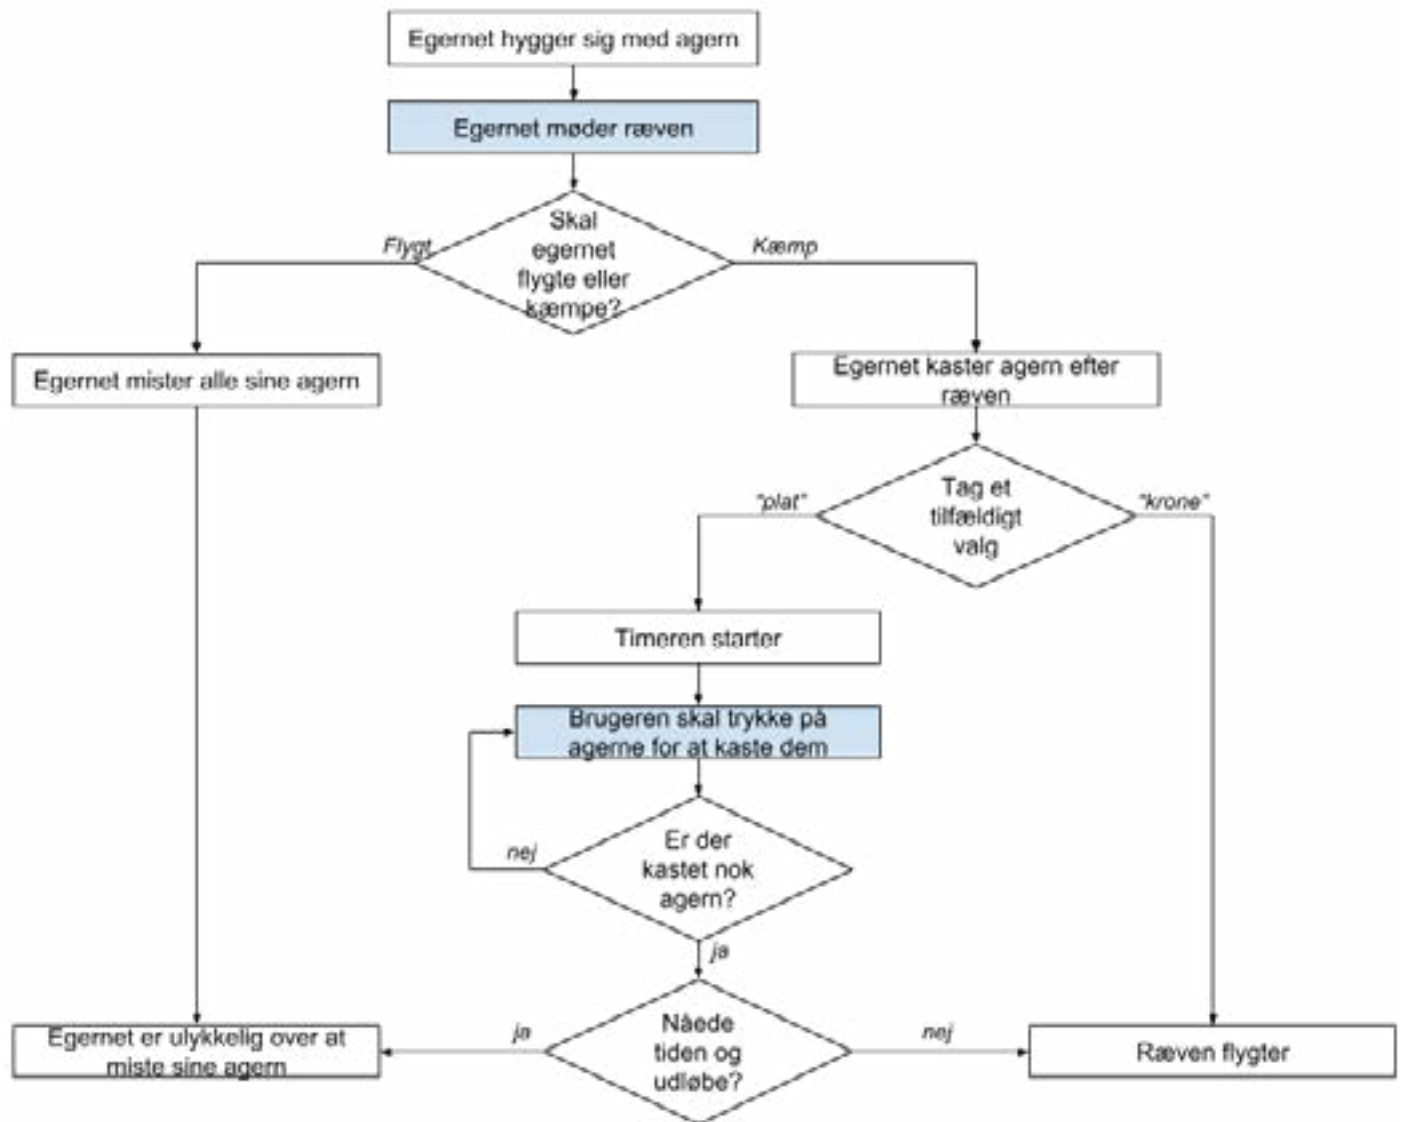 Egernet hygger sig med agern
Egernet møder ræven
Skal
egernet
flygte eller
kæmpe?
Flygt
Kæmp
Egernet mister alle sine agern
Egernet kaster agern efter
ræven
Tag et
tilfældigt
valg
"plat"
"krone"
Timeren starter
Brugeren skal trykke på
agerne for at kaste dem
Er der
kastet nok
agern?
nej
ja
Nåede
tiden og
udløbe?
ja
nej
Egernet er ulykkelig over at
miste sine agern
Ræven flygter